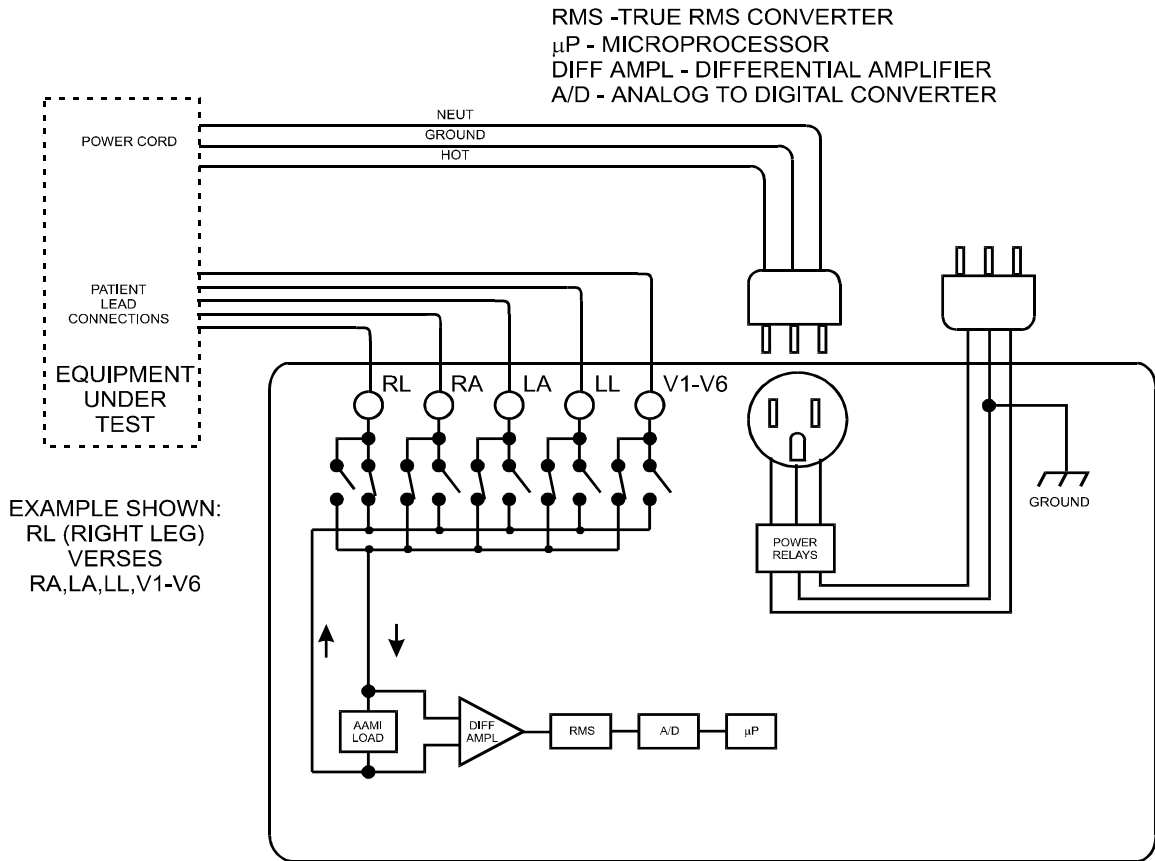 RMS -TRUE RMS CONVERTER
µP - MICROPROCESSOR
DIFF AMPL - DIFFERENTIAL AMPLIFIER
A/D - ANALOG TO DIGITAL CONVERTER
NEUT
GROUND
HOT
POWER CORD
PATIENT
LEAD
CONNECTIONS
EQUIPMENT
UNDER
TEST
RL
RA
LA
LL
V1-V6
EXAMPLE SHOWN:
RL (RIGHT LEG)
VERSES
RA,LA,LL,V1-V6
GROUND
POWER
RELAYS
AAMI
LOAD
DIFF
AMPL
RMS
A/D
µP